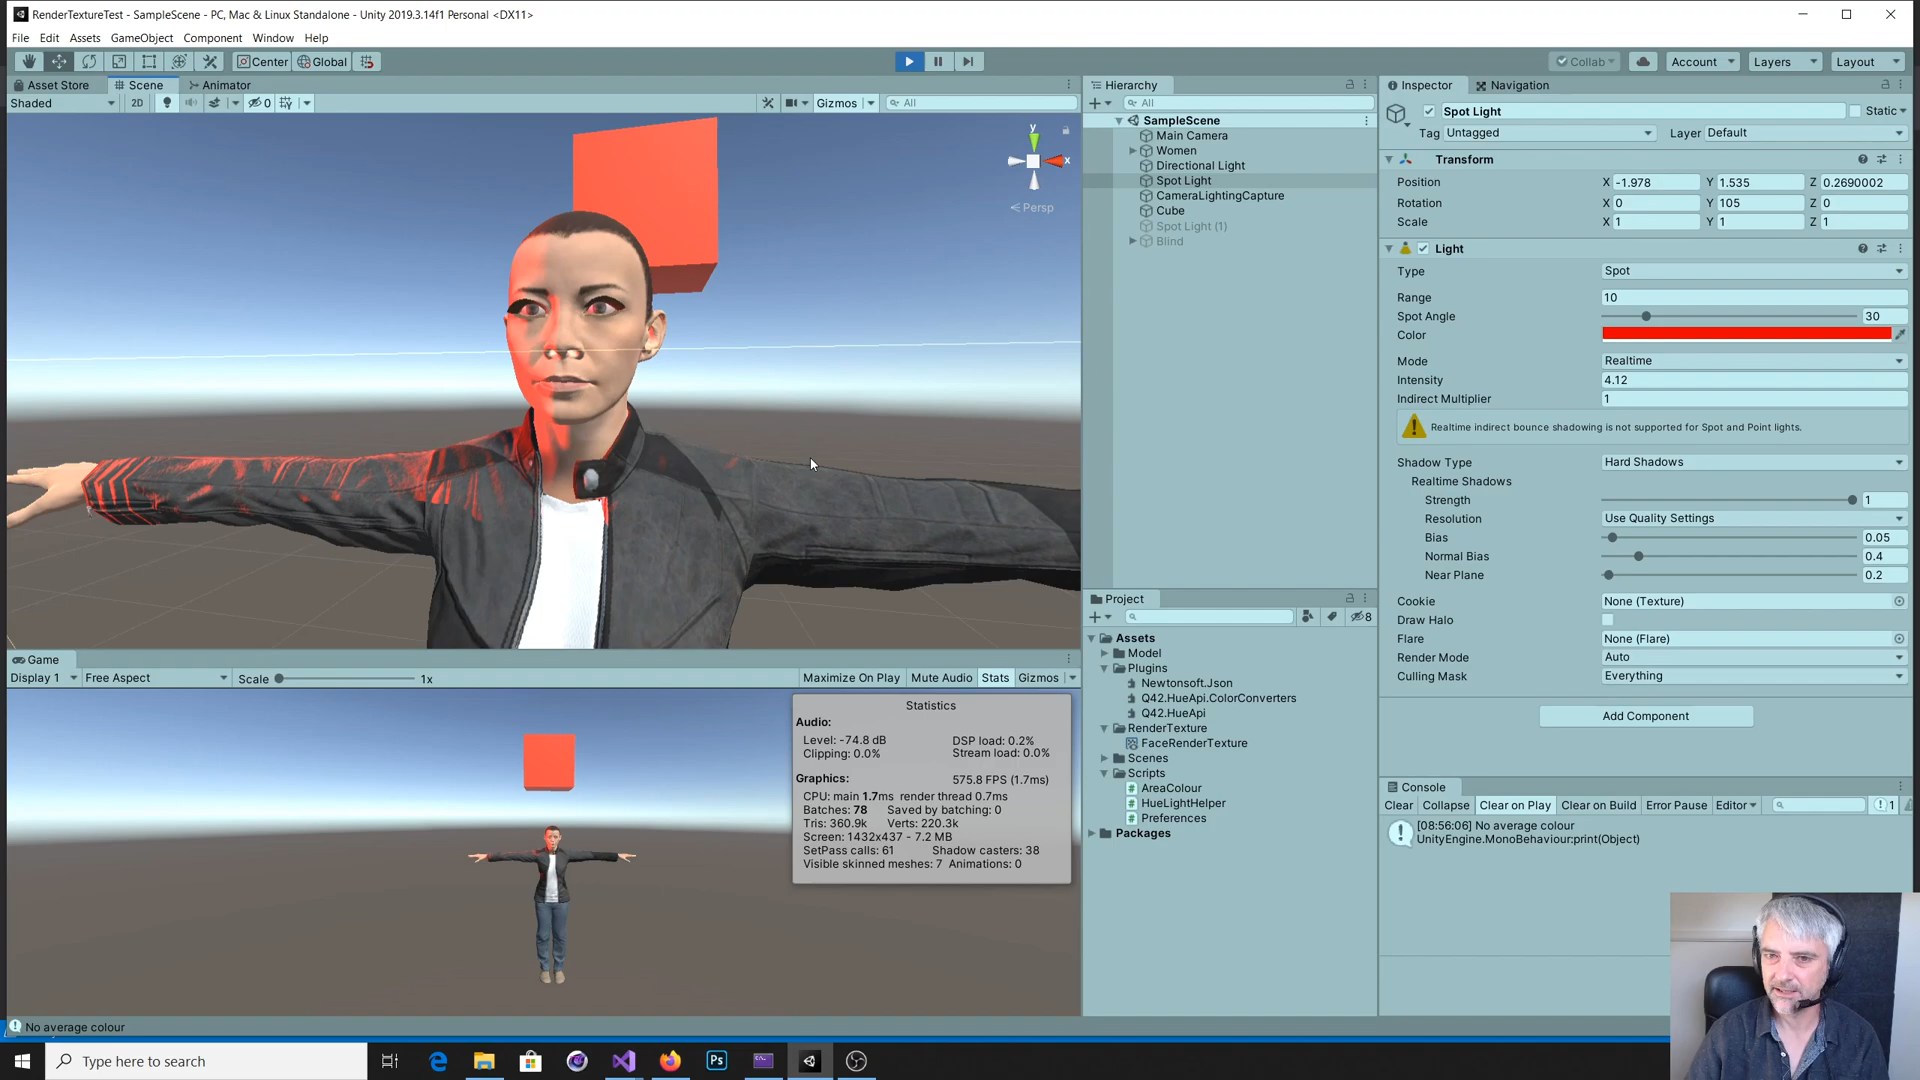 RenderTextureTest - SampleScene - PC, Mac & Linux Standalone - Unity 2019.3.14f1 Personal <DX11>
File Edit Assets GameObject Component Window Help
Center Global Collab Account Layers Layout
Asset Store Scene Animator
Shaded 2D 0 Gizmos All
y
x
Persp
Hierarchy
All
SampleScene
Main Camera
Women
Directional Light
Spot Light
CameraLightingCapture
Cube
Spot Light (1)
Blind
Inspector Navigation
Spot Light Static
Tag Untagged Layer Default
Transform
Position X -1.978 Y 1.535 Z 0.2690002
Rotation X 0 Y 105 Z 0
Scale X 1 Y 1 Z 1
Light
Type Spot
Range 10
Spot Angle 30
Color
Mode Realtime
Intensity 4.12
Indirect Multiplier 1
Realtime indirect bounce shadowing is not supported for Spot and Point lights.
Shadow Type Hard Shadows
Realtime Shadows
Strength 1
Resolution Use Quality Settings
Bias 0.05
Normal Bias 0.4
Near Plane 0.2
Cookie None (Texture)
Draw Halo
Flare None (Flare)
Render Mode Auto
Culling Mask Everything
Add Component
Project
8
Assets
Model
Plugins
Newtonsoft.Json
Q42.HueApi.ColorConverters
Q42.HueApi
RenderTexture
FaceRenderTexture
Scenes
Scripts
AreaColour
HueLightHelper
Preferences
Packages
Console
Clear Collapse Clear on Play Clear on Build Error Pause Editor 1
[08:56:06] No average colour
UnityEngine.MonoBehaviour:print(Object)
Game
Display 1 Free Aspect Scale 1x Maximize On Play Mute Audio Stats Gizmos
Statistics
Audio:
Level: -74.8 dB DSP load: 0.2%
Clipping: 0.0% Stream load: 0.0%
Graphics: 575.8 FPS (1.7ms)
CPU: main 1.7ms render thread 0.7ms
Batches: 78 Saved by batching: 0
Tris: 360.9k Verts: 220.3k
Screen: 1432x437 - 7.2 MB
SetPass calls: 61 Shadow casters: 38
Visible skinned meshes: 7 Animations: 0
No average colour
Type here to search
Ps